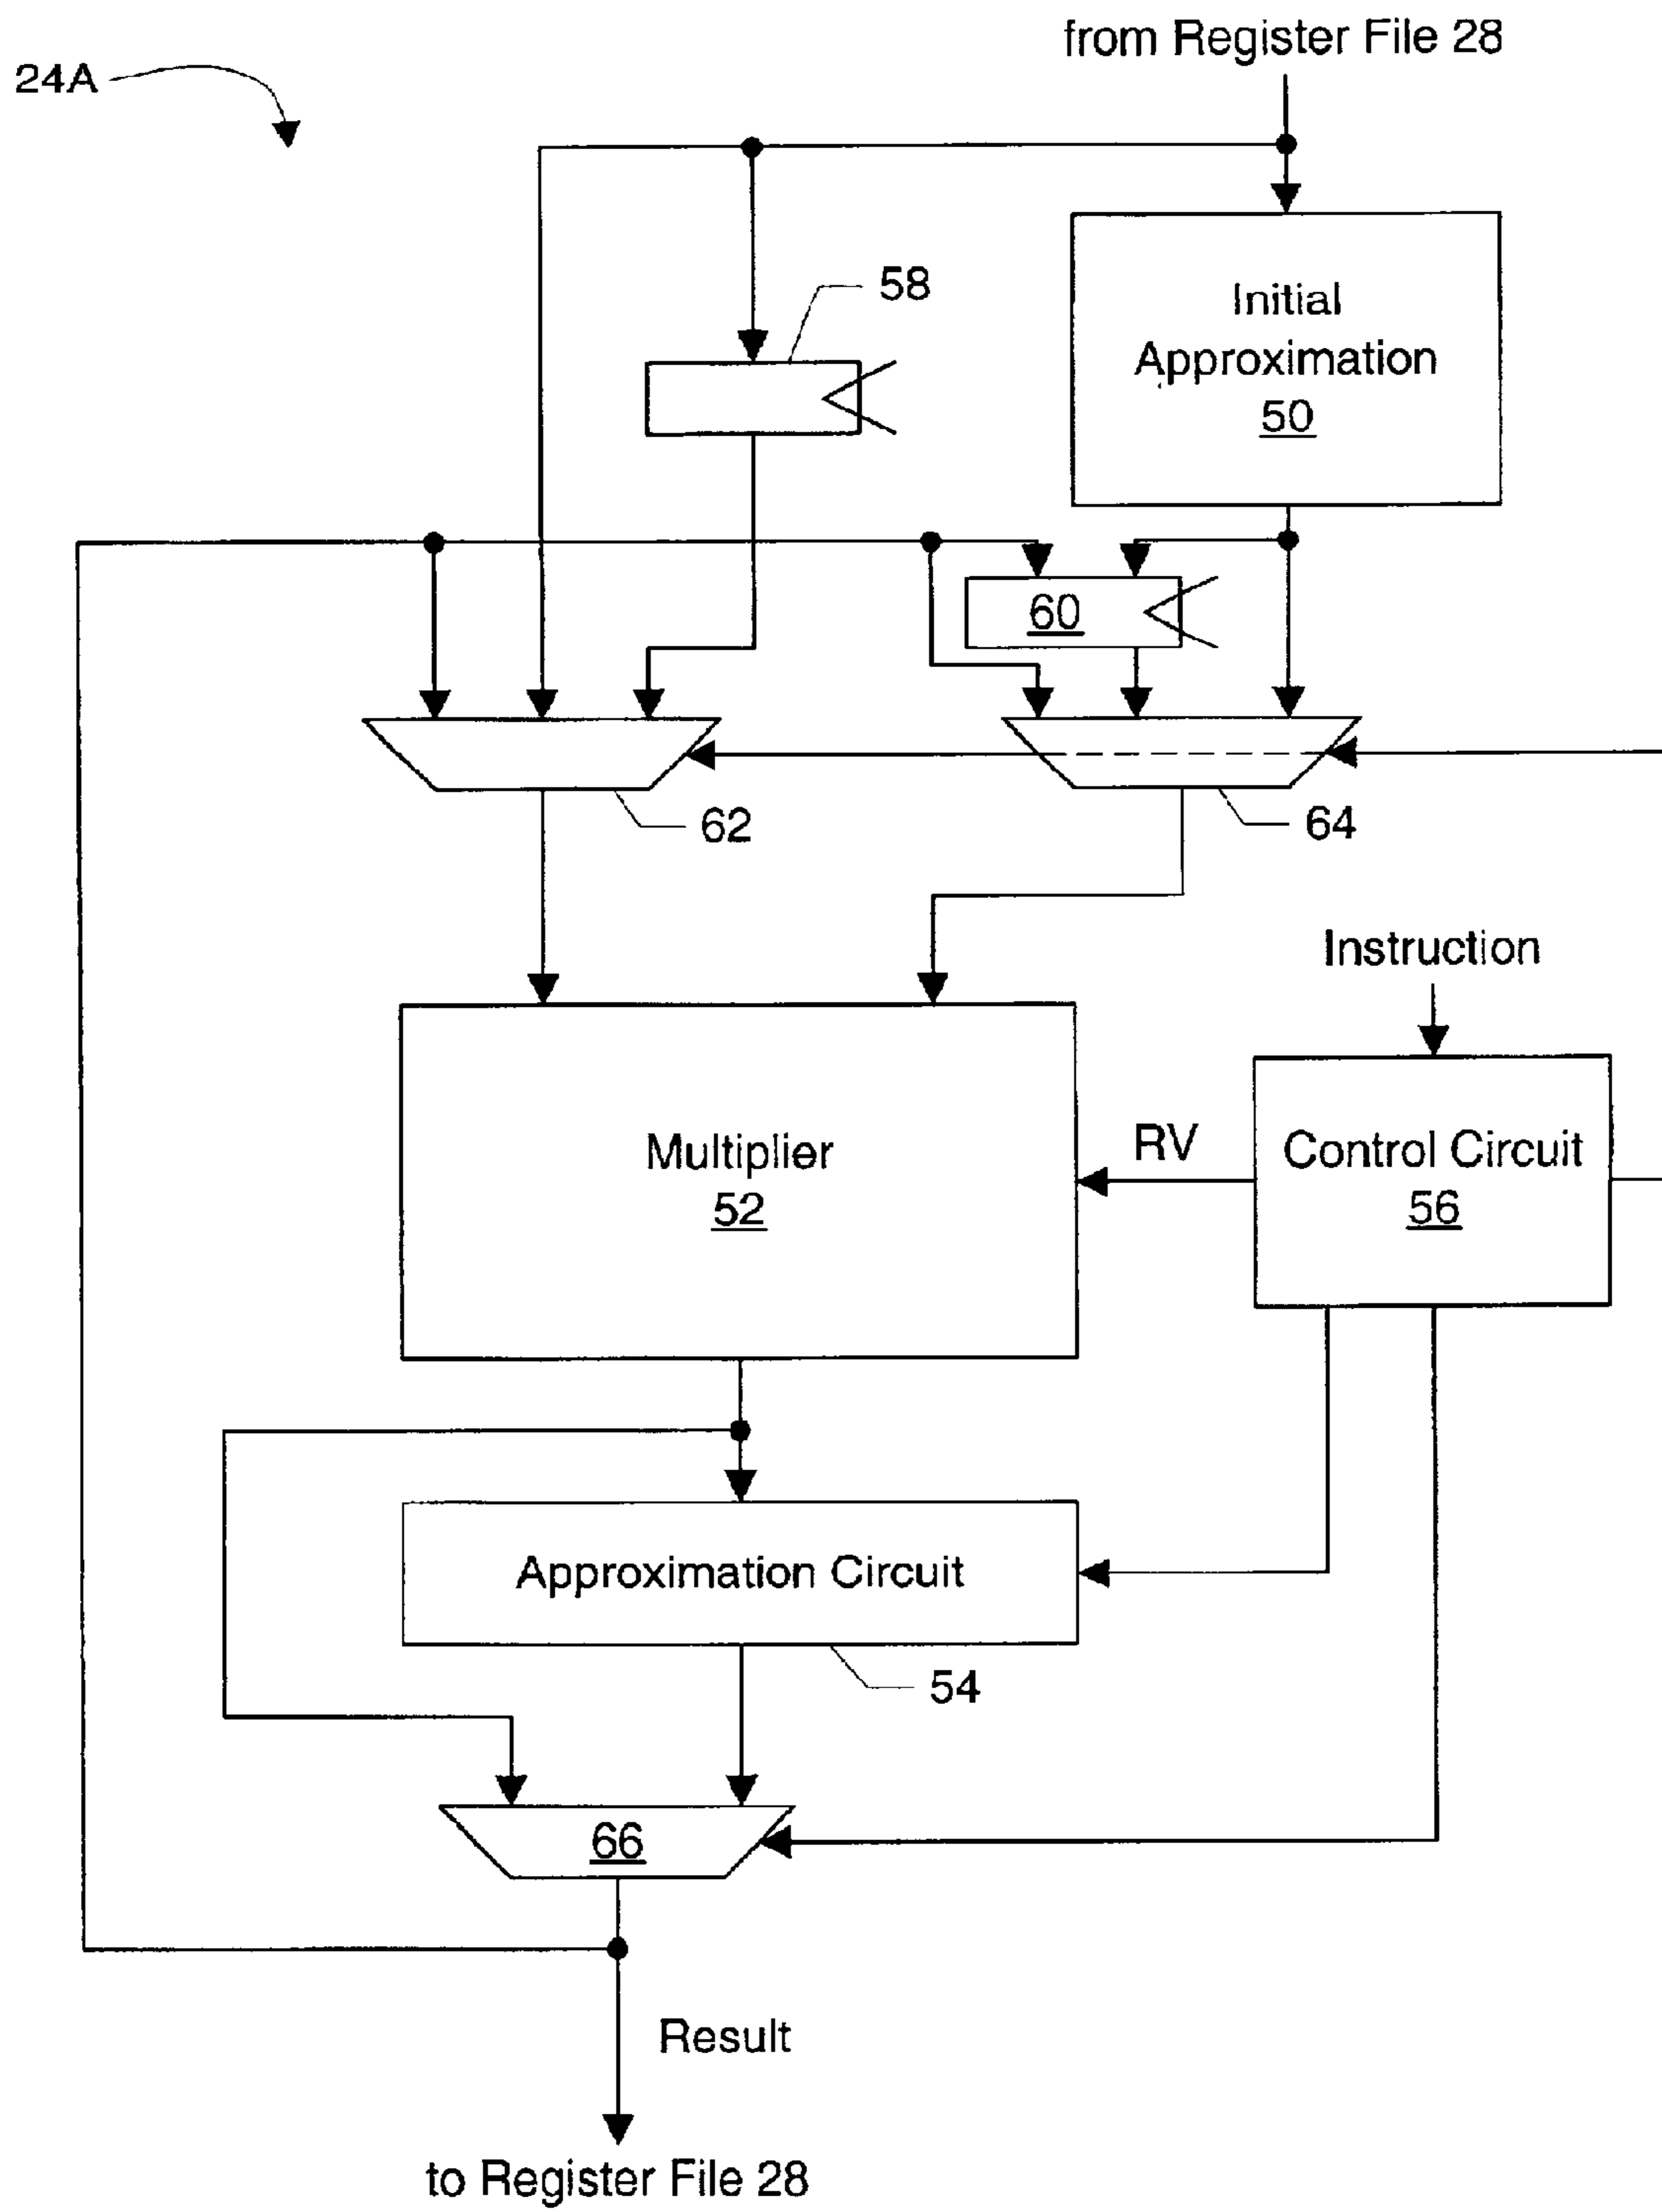 from Register File 28
24A
58
Initial
Approximation
50
60
62
64
Instruction
Multiplier
52
RV
Control Circuit
56
Approximation Circuit
54
66
Result
to Register File 28